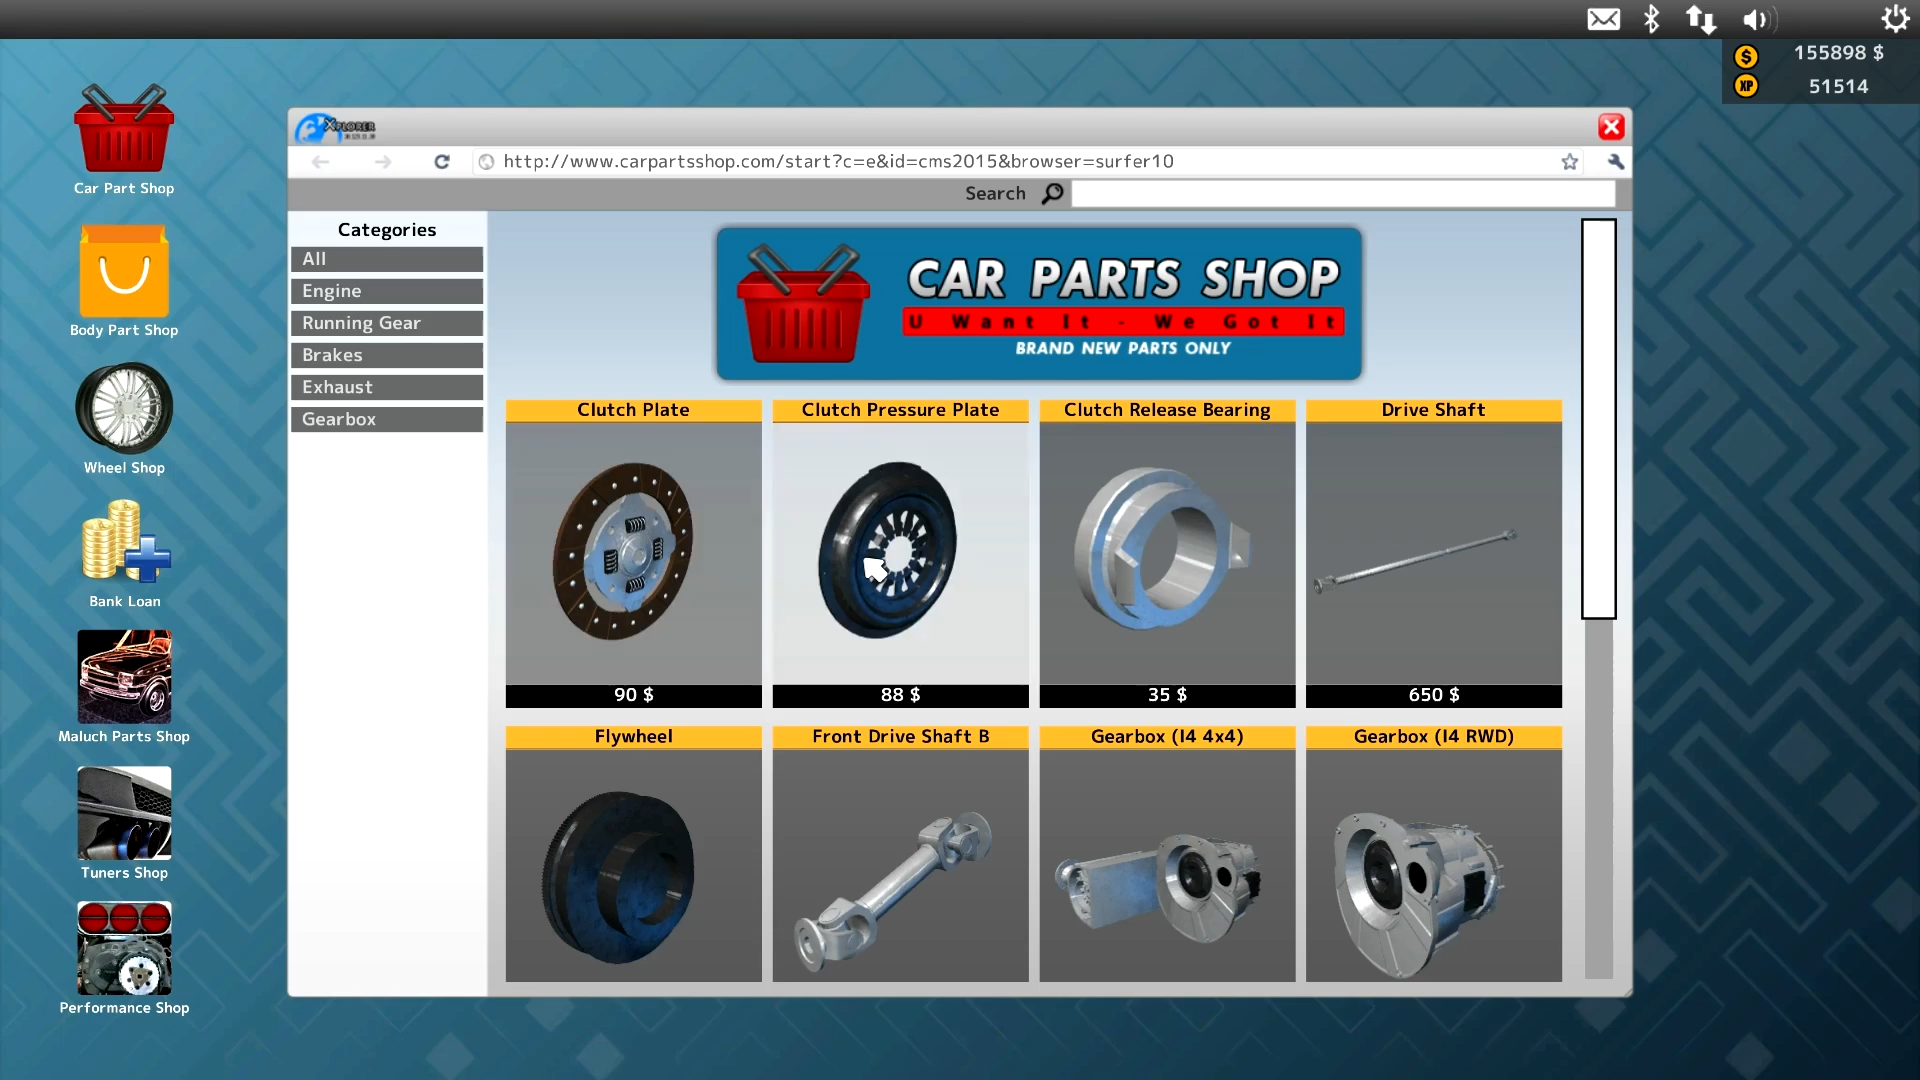 155898 $
XP
51514
Car Part Shop
Body Part Shop
Wheel Shop
Bank Loan
Maluch Parts Shop
Tuners Shop
Performance Shop
XPLORER
http://www.carpartsshop.com/start?c=e&id=cms2015&browser=surfer10
Search
Categories
All
Engine
Running Gear
Brakes
Exhaust
Gearbox
CAR PARTS SHOP
U Want It - We Got It
BRAND NEW PARTS ONLY
Clutch Plate
Clutch Pressure Plate
Clutch Release Bearing
Drive Shaft
90 $
88 $
35 $
650 $
Flywheel
Front Drive Shaft B
Gearbox (I4 4x4)
Gearbox (I4 RWD)